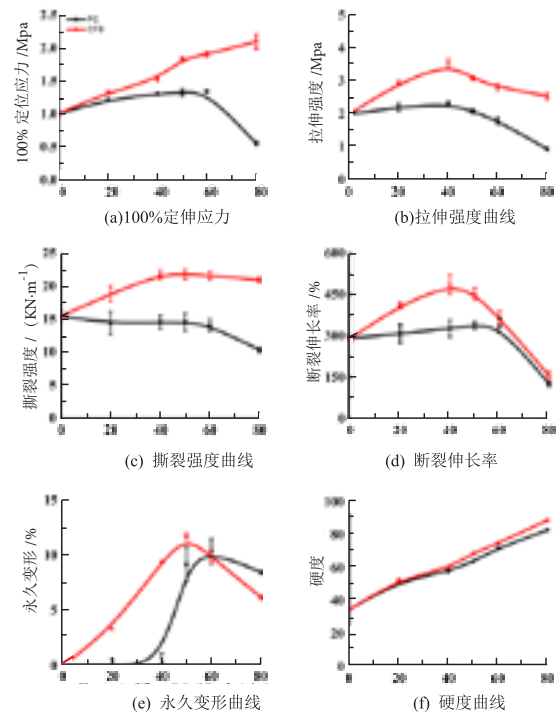 100%定位应力 /Mpa
2.0
1.5
1.0
0.5
0.0
0 20 40 60 80
(a)100%定伸应力
拉伸强度 /Mpa
5
4
3
2
1
0
0 20 40 60 80
(b)拉伸强度曲线
撕裂强度 /（KN·m⁻¹）
25
20
15
10
5
0
0 20 40 60 80
(c) 撕裂强度曲线
断裂伸长率 /%
600
450
300
150
0
0 20 40 60 80
(d) 断裂伸长率
永久变形 /%
15
10
5
0
(e) 永久变形曲线
硬度
100
80
60
40
20
0
0 20 40 60 80
(f) 硬度曲线